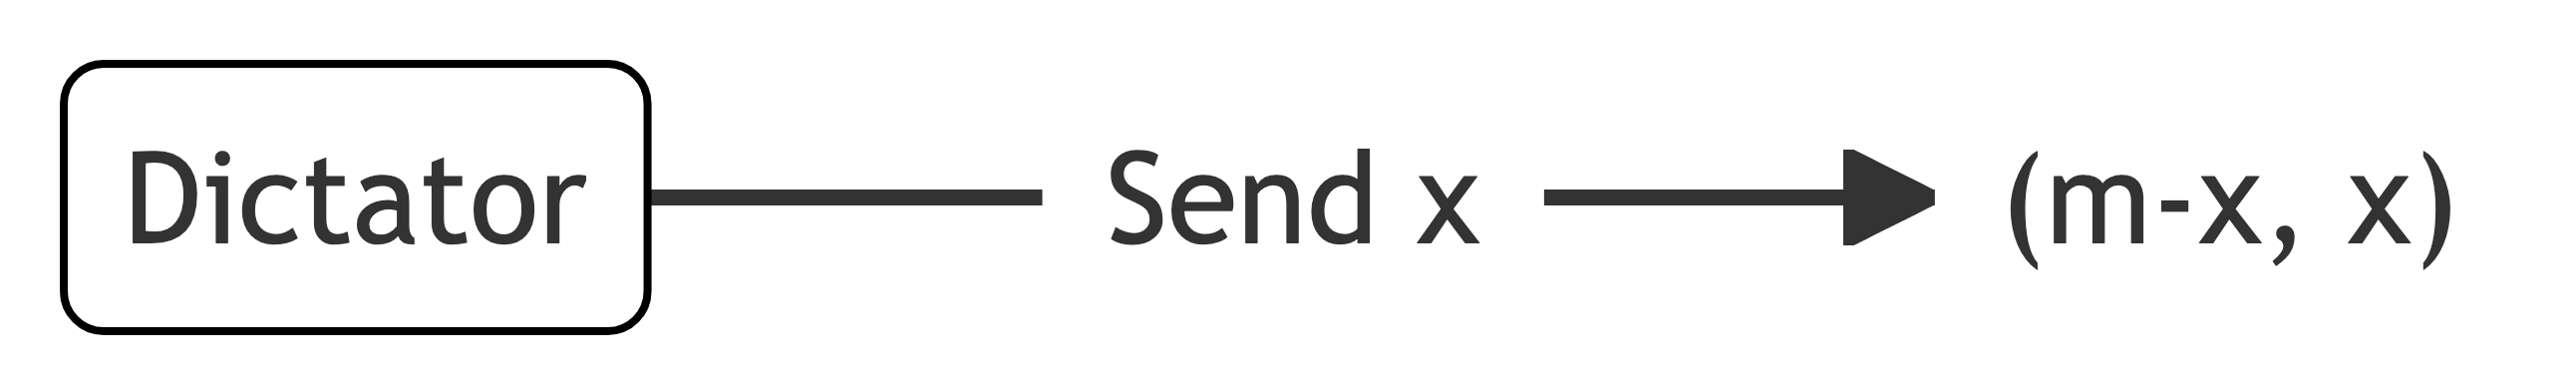 Dictator Send x (m-x, x)